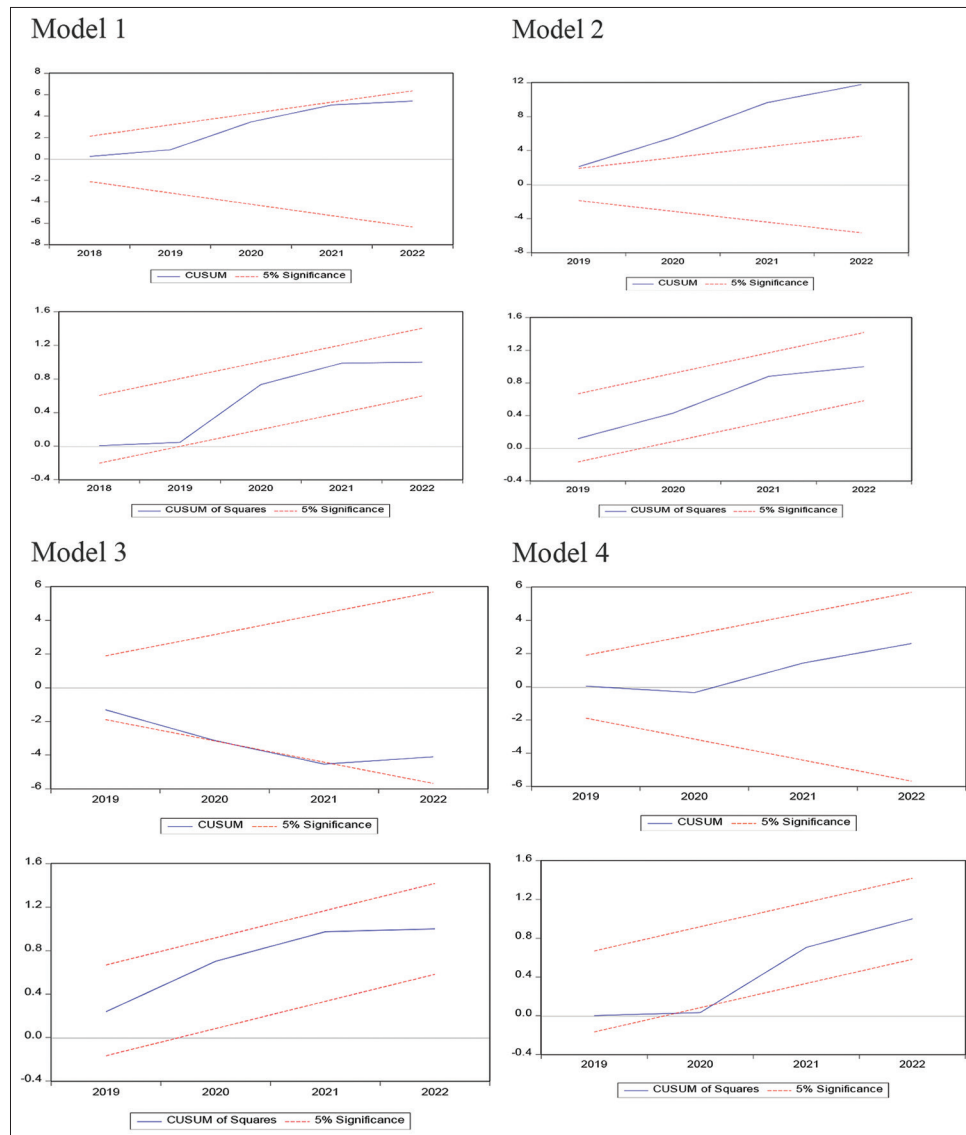 Model 1
8
6
4
2
0
-2
-4
-6
-8
2018 2019 2020 2021 2022
CUSUM 5% Significance
1.6
1.2
0.8
0.4
0.0
-0.4
2018 2019 2020 2021 2022
CUSUM of Squares 5% Significance
Model 2
12
8
4
0
-4
-8
2019 2020 2021 2022
CUSUM 5% Significance
1.6
1.2
0.8
0.4
0.0
-0.4
2019 2020 2021 2022
CUSUM of Squares 5% Significance
Model 3
6
4
2
0
-2
-4
-6
2019 2020 2021 2022
CUSUM 5% Significance
1.6
1.2
0.8
0.4
0.0
-0.4
2019 2020 2021 2022
CUSUM of Squares 5% Significance
Model 4
6
4
2
0
-2
-4
-6
2019 2020 2021 2022
CUSUM 5% Significance
1.6
1.2
0.8
0.4
0.0
-0.4
2019 2020 2021 2022
CUSUM of Squares 5% Significance